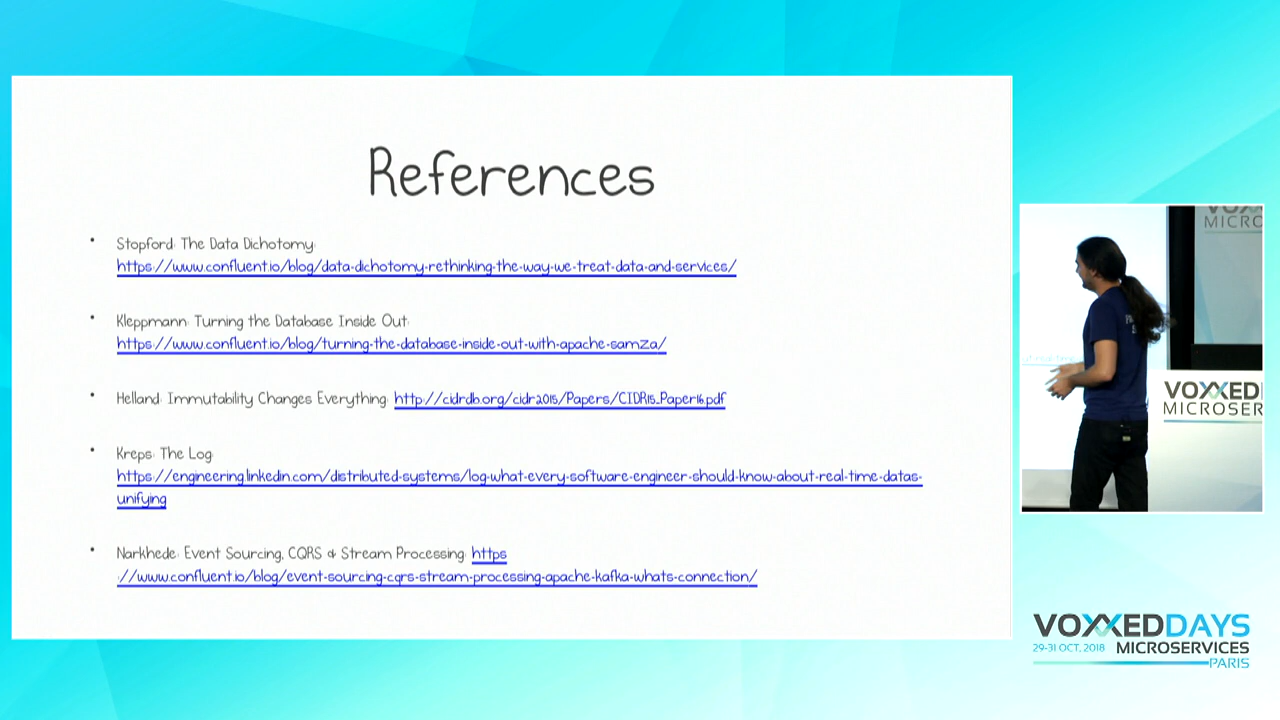 References
• Stopford: The Data Dichotomy:
https://www.confluent.io/blog/data-dichotomy-rethinking-the-way-we-treat-data-and-services/
• Kleppmann: Turning the Database Inside Out:
https://www.confluent.io/blog/turning-the-database-inside-out-with-apache-samza/
• Helland: Immutability Changes Everything: http://cidrdb.org/cidr2015/Papers/CIDR15_Paper16.pdf
• Kreps: The Log:
https://engineering.linkedin.com/distributed-systems/log-what-every-software-engineer-should-know-about-real-time-datas-
unifying
• Narkhede: Event Sourcing, CQRS & Stream Processing: https
://www.confluent.io/blog/event-sourcing-cqrs-stream-processing-apache-kafka-whats-connection/
MICRO
VOXXED
MICROSER
VOXXEDDAYS
29-31 OCT, 2018 MICROSERVICES
PARIS